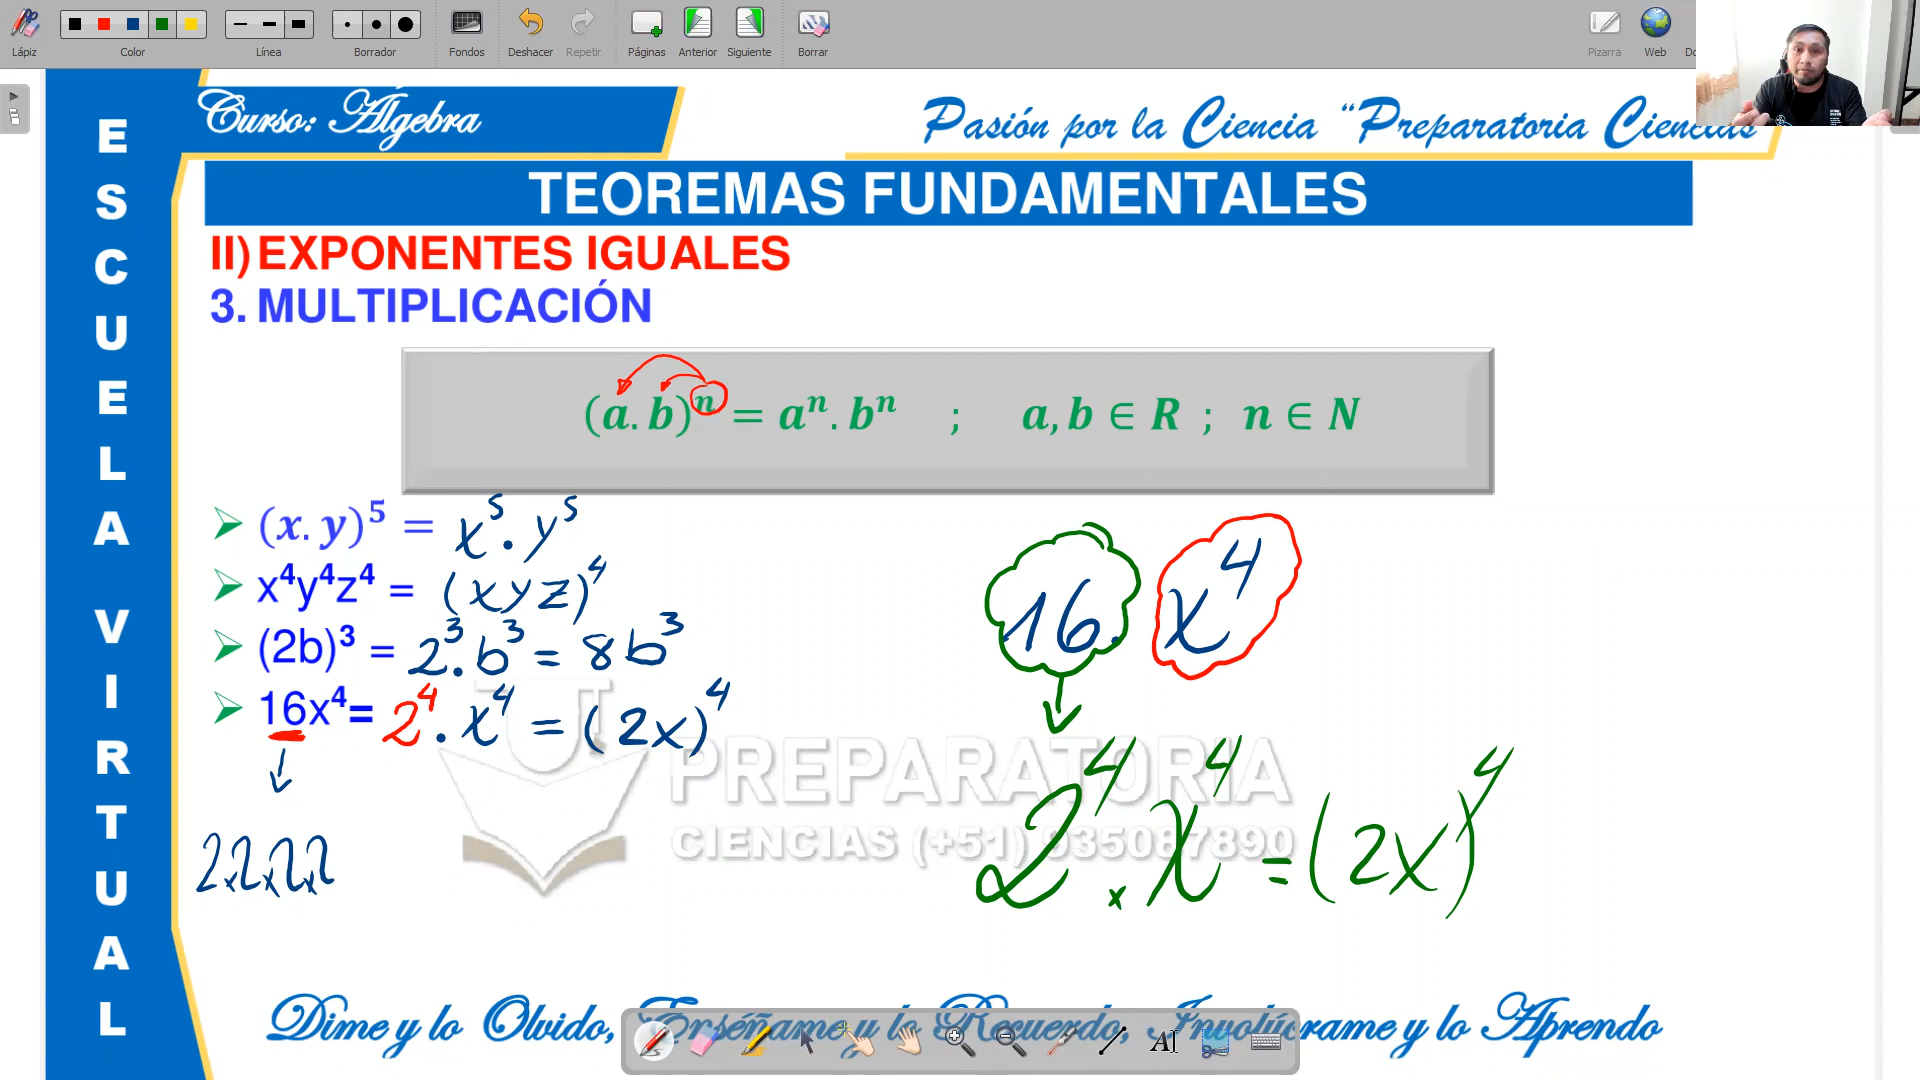 Lápiz Color Línea Borrador Fondos Deshacer Repetir Páginas Anterior Siguiente Borrar Pizarra Web
Curso: Álgebra
Pasión por la Ciencia “Preparatoria Ciencias
ESCUELA VIRTUAL
TEOREMAS FUNDAMENTALES
II) EXPONENTES IGUALES
3. MULTIPLICACIÓN
(a.b)ⁿ = aⁿ.bⁿ ; a, b ∈ R ; n ∈ N
(x.y)⁵ = x⁵.y⁵
x⁴y⁴z⁴ = (xyz)⁴
(2b)³ = 2³.b³ = 8b³
16x⁴= 2⁴.x⁴ = (2x)⁴
2x2x2x2
16.x⁴
2⁴ x x⁴ = (2x)⁴
PREPARATORIA
CIENCIAS (+51) 935087890
Dime y lo Olvido, Enséñame y lo Recuerdo, Involúcrame y lo Aprendo